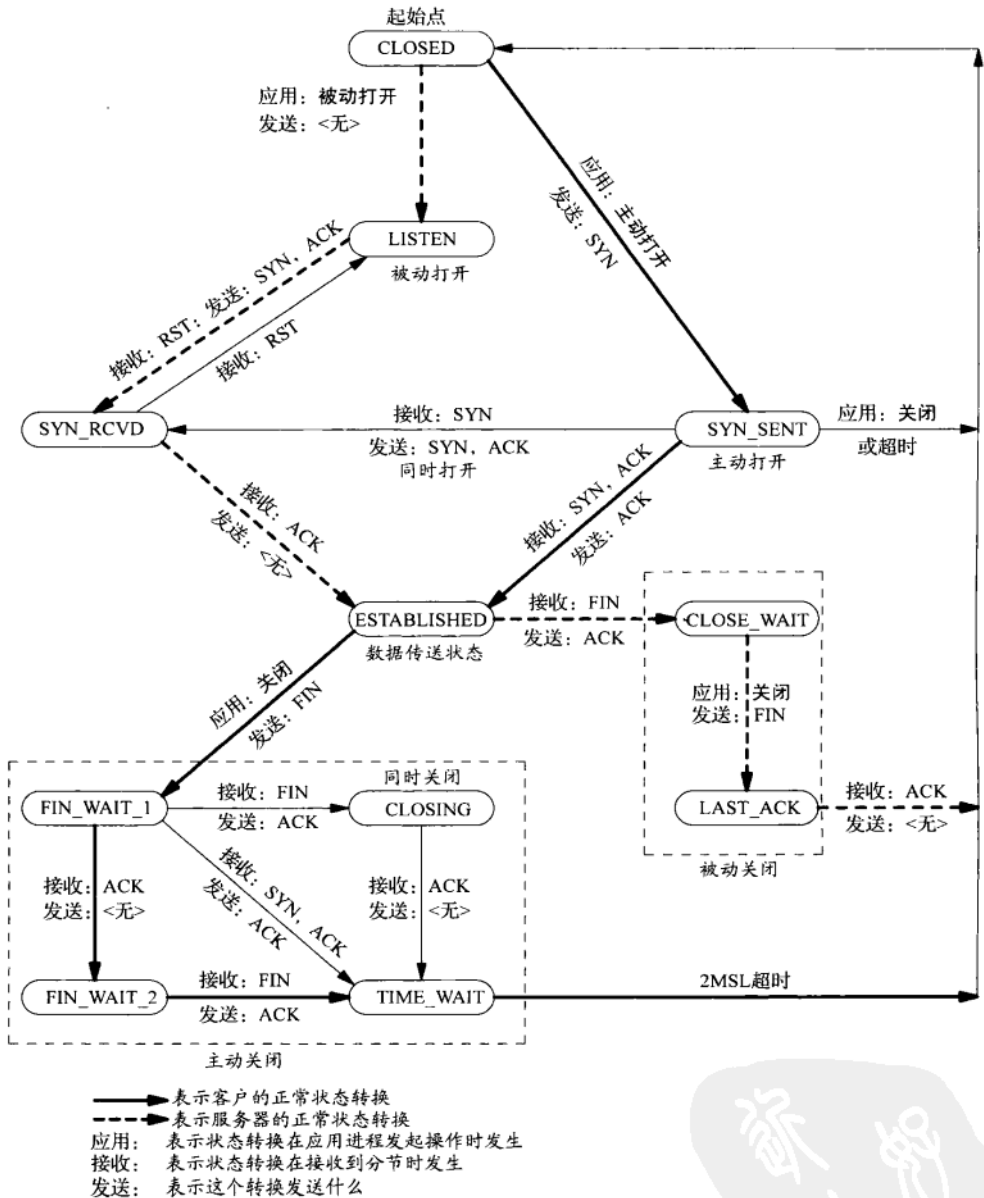 起始点
CLOSED
应用：被动打开
发送：<无>
应用：主动打开
发送：SYN
LISTEN
被动打开
接收：RST；发送：SYN，ACK
接收：RST
SYN_RCVD
接收：SYN
发送：SYN，ACK
同时打开
SYN_SENT
主动打开
应用：关闭
或超时
接收：ACK
发送：<无>
接收：SYN，ACK
发送：ACK
ESTABLISHED
数据传送状态
接收：FIN
发送：ACK
CLOSE_WAIT
应用：关闭
发送：FIN
应用：关闭
发送：FIN
同时关闭
FIN_WAIT_1
接收：FIN
发送：ACK
CLOSING
LAST_ACK
接收：ACK
发送：<无>
被动关闭
接收：ACK
发送：<无>
接收：SYN，ACK
发送：ACK
接收：ACK
发送：<无>
FIN_WAIT_2
接收：FIN
发送：ACK
TIME_WAIT
2MSL超时
主动关闭
表示客户的正常状态转换
表示服务器的正常状态转换
应用： 表示状态转换在应用进程发起操作时发生
接收： 表示状态转换在接收到分节时发生
发送： 表示这个转换发送什么